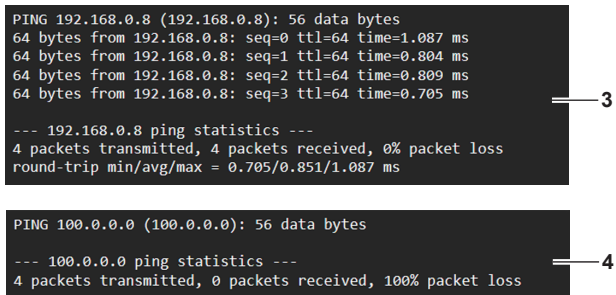 PING 192.168.0.8 (192.168.0.8): 56 data bytes
64 bytes from 192.168.0.8: seq=0 ttl=64 time=1.087 ms
64 bytes from 192.168.0.8: seq=1 ttl=64 time=0.804 ms
64 bytes from 192.168.0.8: seq=2 ttl=64 time=0.809 ms
64 bytes from 192.168.0.8: seq=3 ttl=64 time=0.705 ms
3
--- 192.168.0.8 ping statistics ---
4 packets transmitted, 4 packets received, 0% packet loss
round-trip min/avg/max = 0.705/0.851/1.087 ms
PING 100.0.0.0 (100.0.0.0): 56 data bytes
--- 100.0.0.0 ping statistics ---
4
4 packets transmitted, 0 packets received, 100% packet loss